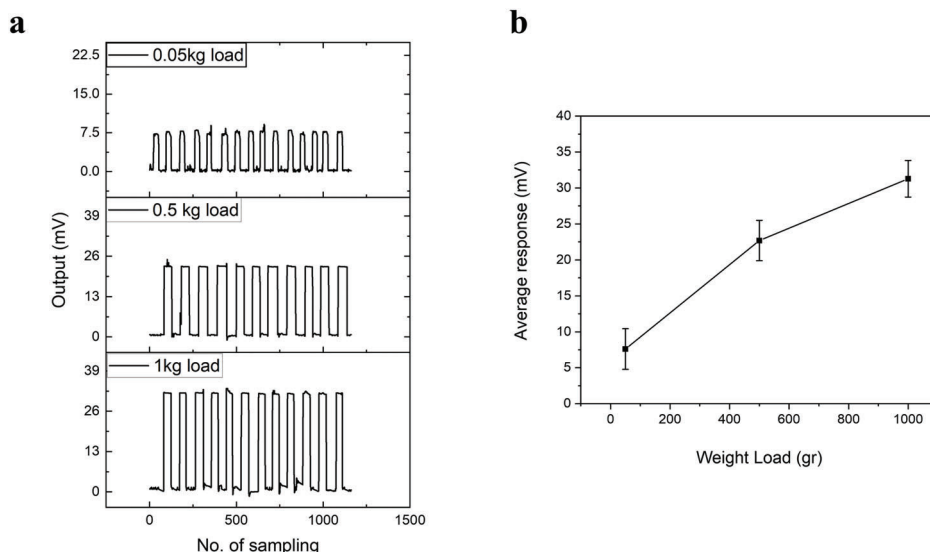 a
0.05kg load
22.5
15.0
7.5
0.0
0.5 kg load
39
26
13
0
1kg load
39
26
13
0
Output (mV)
0 500 1000 1500
No. of sampling
b
40
35
30
25
20
15
10
5
0
Average response (mV)
0 200 400 600 800 1000
Weight Load (gr)